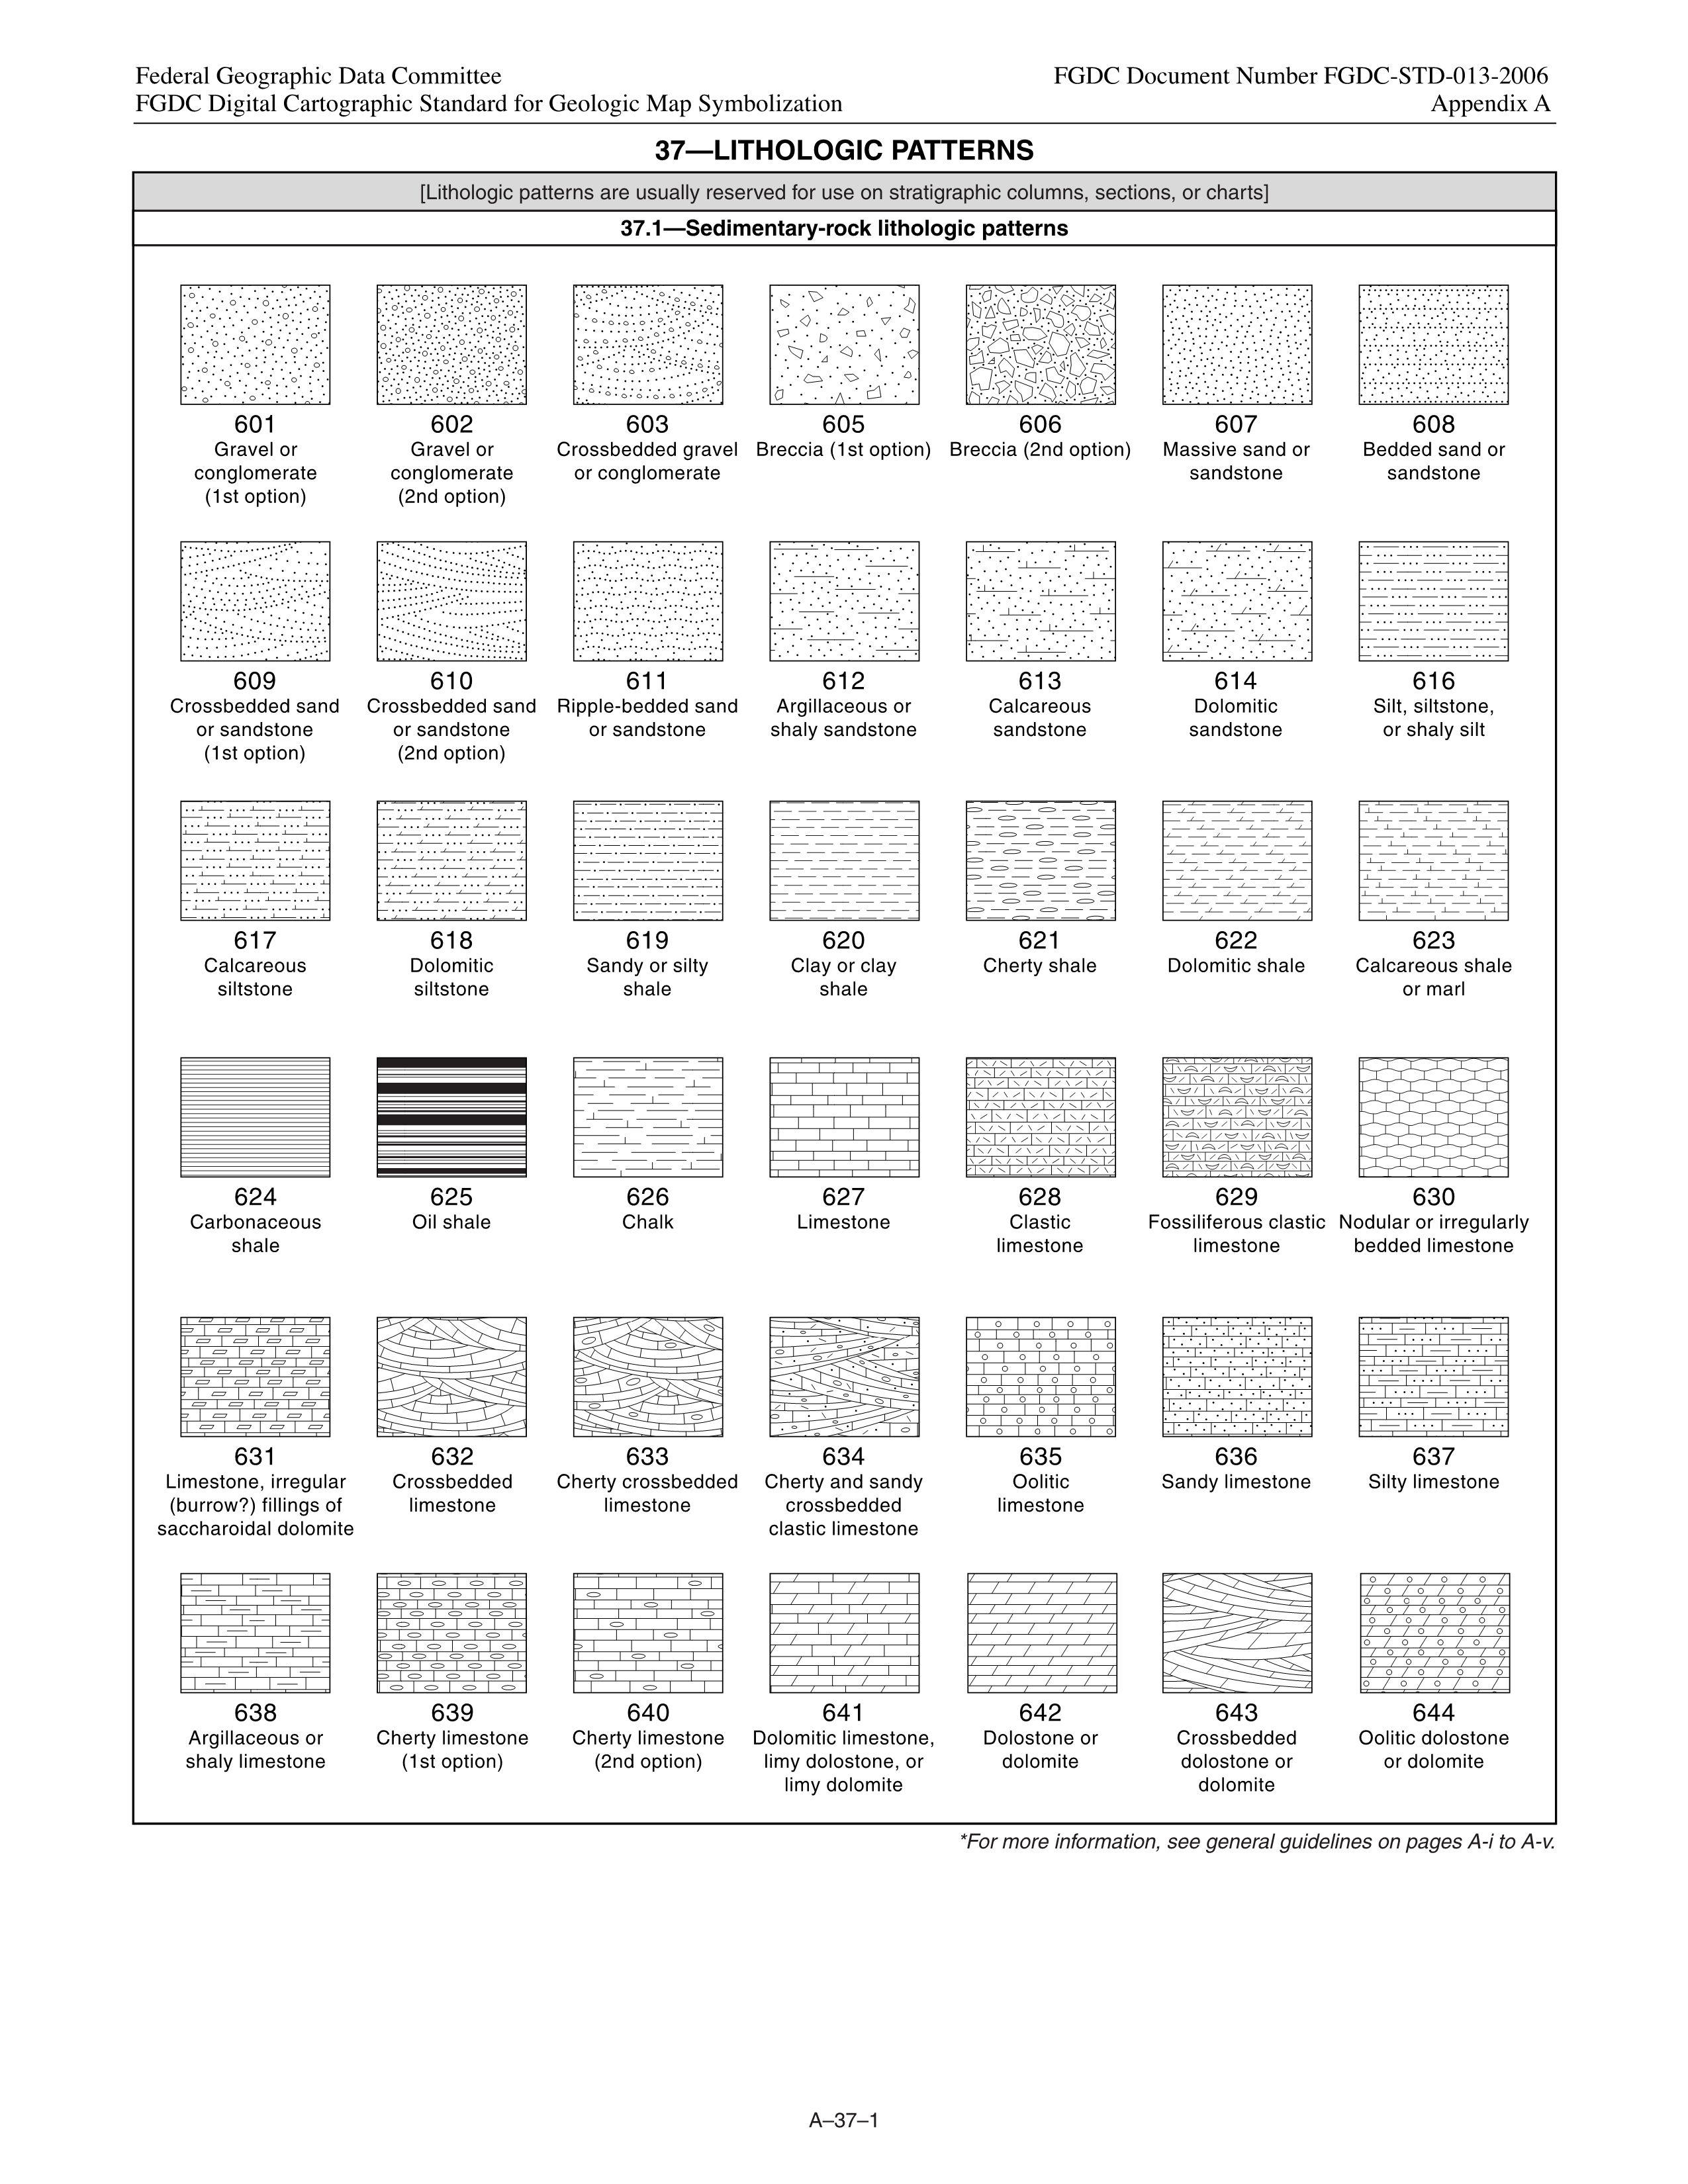 Federal Geographic Data Committee
FGDC Document Number FGDC-STD-013-2006
FGDC Digital Cartographic Standard for Geologic Map Symbolization
Appendix A
37—LITHOLOGIC PATTERNS
[Lithologic patterns are usually reserved for use on stratigraphic columns, sections, or charts]
37.1—Sedimentary-rock lithologic patterns
601
Gravel or
conglomerate
(1st option)
602
Gravel or
conglomerate
(2nd option)
603
Crossbedded gravel
or conglomerate
605
Breccia (1st option)
606
Breccia (2nd option)
607
Massive sand or
sandstone
608
Bedded sand or
sandstone
609
Crossbedded sand
or sandstone
(1st option)
610
Crossbedded sand
or sandstone
(2nd option)
611
Ripple-bedded sand
or sandstone
612
Argillaceous or
shaly sandstone
613
Calcareous
sandstone
614
Dolomitic
sandstone
616
Silt, siltstone,
or shaly silt
617
Calcareous
siltstone
618
Dolomitic
siltstone
619
Sandy or silty
shale
620
Clay or clay
shale
621
Cherty shale
622
Dolomitic shale
623
Calcareous shale
or marl
624
Carbonaceous
shale
625
Oil shale
626
Chalk
627
Limestone
628
Clastic
limestone
629
Fossiliferous clastic
limestone
630
Nodular or irregularly
bedded limestone
631
Limestone, irregular
(burrow?) fillings of
saccharoidal dolomite
632
Crossbedded
limestone
633
Cherty crossbedded
limestone
634
Cherty and sandy
crossbedded
clastic limestone
635
Oolitic
limestone
636
Sandy limestone
637
Silty limestone
638
Argillaceous or
shaly limestone
639
Cherty limestone
(1st option)
640
Cherty limestone
(2nd option)
641
Dolomitic limestone,
limy dolostone, or
limy dolomite
642
Dolostone or
dolomite
643
Crossbedded
dolostone or
dolomite
644
Oolitic dolostone
or dolomite
*For more information, see general guidelines on pages A-i to A-v.
A–37–1